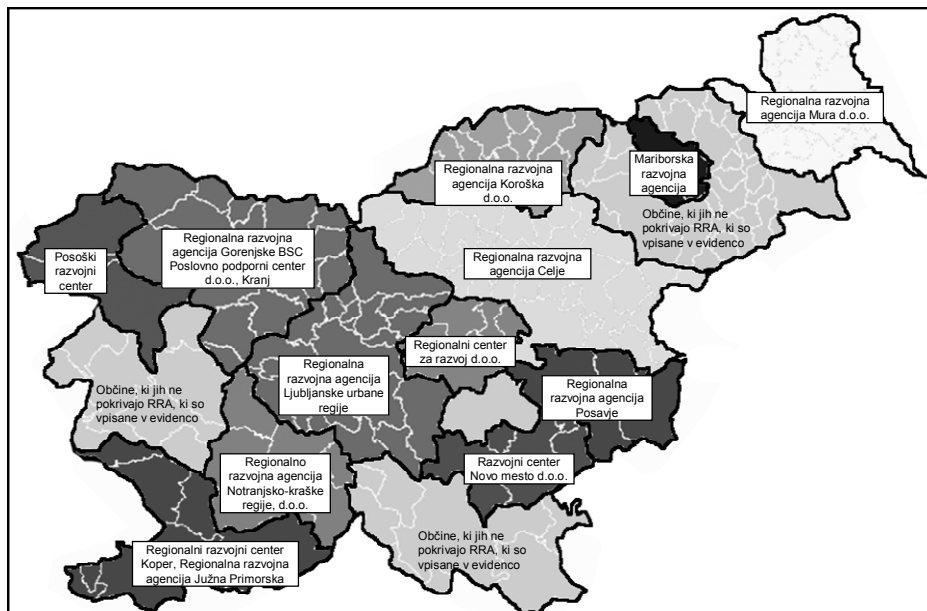 Regionalna razvojna
agencija Mura d.o.o.
Mariborska
razvojna
agencija
Regionalna razvojna
agencija Koroška
d.o.o.
Občine, ki jih ne
pokrivajo RRA, ki so
vpisane v evidenco
Regionalna razvojna
agencija Gorenjske BSC
Poslovno podporni center
d.o.o., Kranj
Posoški
razvojni
center
Regionalna razvojna
agencija Celje
Regionalni center
za razvoj d.o.o.
Regionalna
razvojna agencija
Ljubljanske urbane
regije
Regionalna
razvojna agencija
Posavje
Občine, ki jih ne
pokrivajo RRA, ki so
vpisane v evidenco
Regionalno
razvojna agencija
Notranjsko-kraške
regije, d.o.o.
Razvojni center
Novo mesto d.o.o.
Občine, ki jih ne
pokrivajo RRA, ki so
vpisane v evidenco
Regionalni razvojni center
Koper, Regionalna razvojna
agencija Južna Primorska